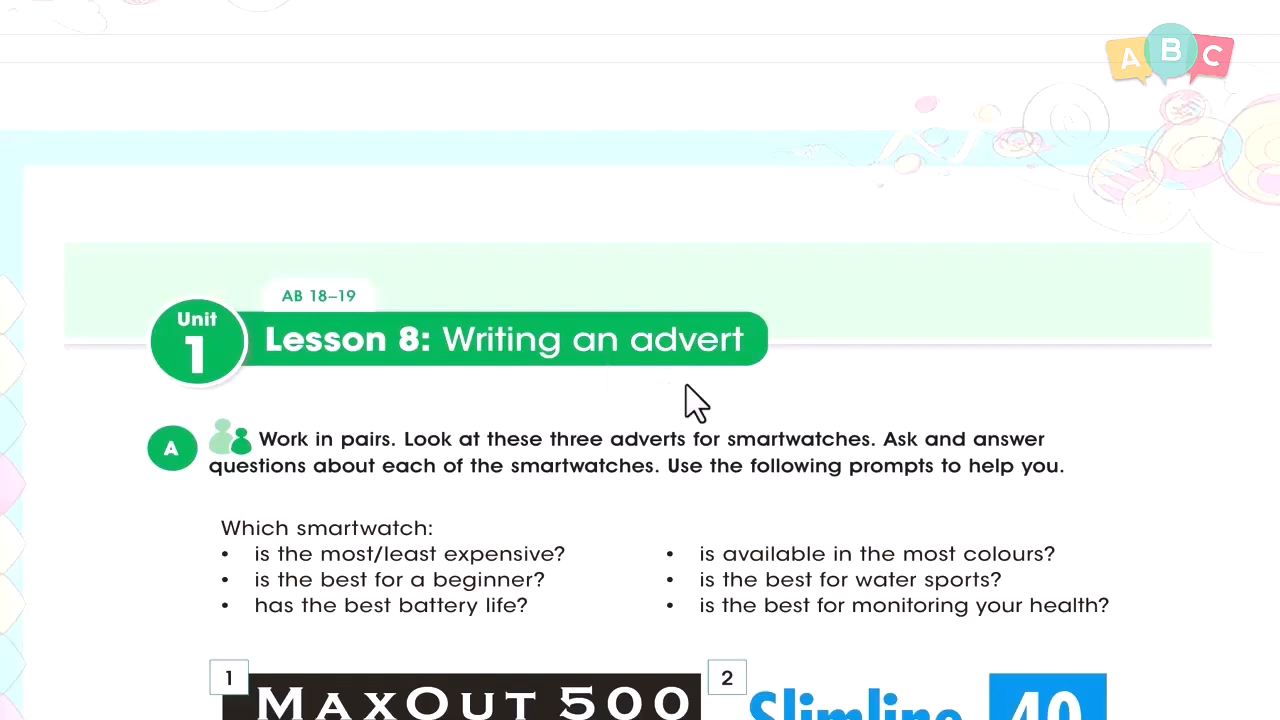 A B C
AB 18–19
Unit
1
Lesson 8: Writing an advert
A
Work in pairs. Look at these three adverts for smartwatches. Ask and answer
questions about each of the smartwatches. Use the following prompts to help you.
Which smartwatch:
• is the most/least expensive?
• is the best for a beginner?
• has the best battery life?
• is available in the most colours?
• is the best for water sports?
• is the best for monitoring your health?
1
MAXOUT 500
2
Slimline 40